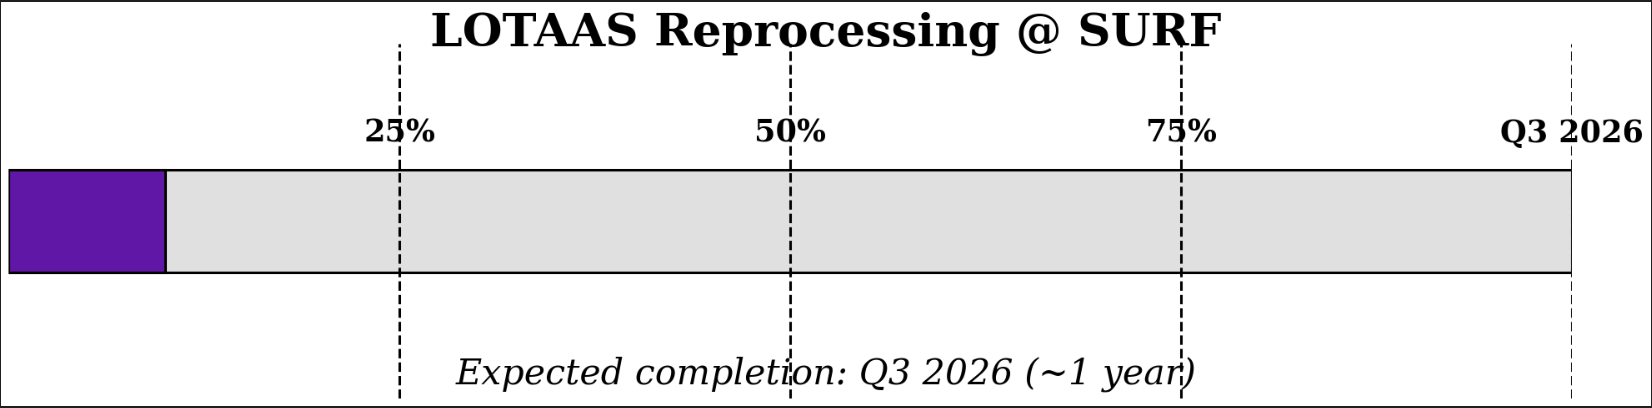 LOTAAS Reprocessing @ SURF
25% 50% 75% Q3 2026
Expected completion: Q3 2026 (~1 year)